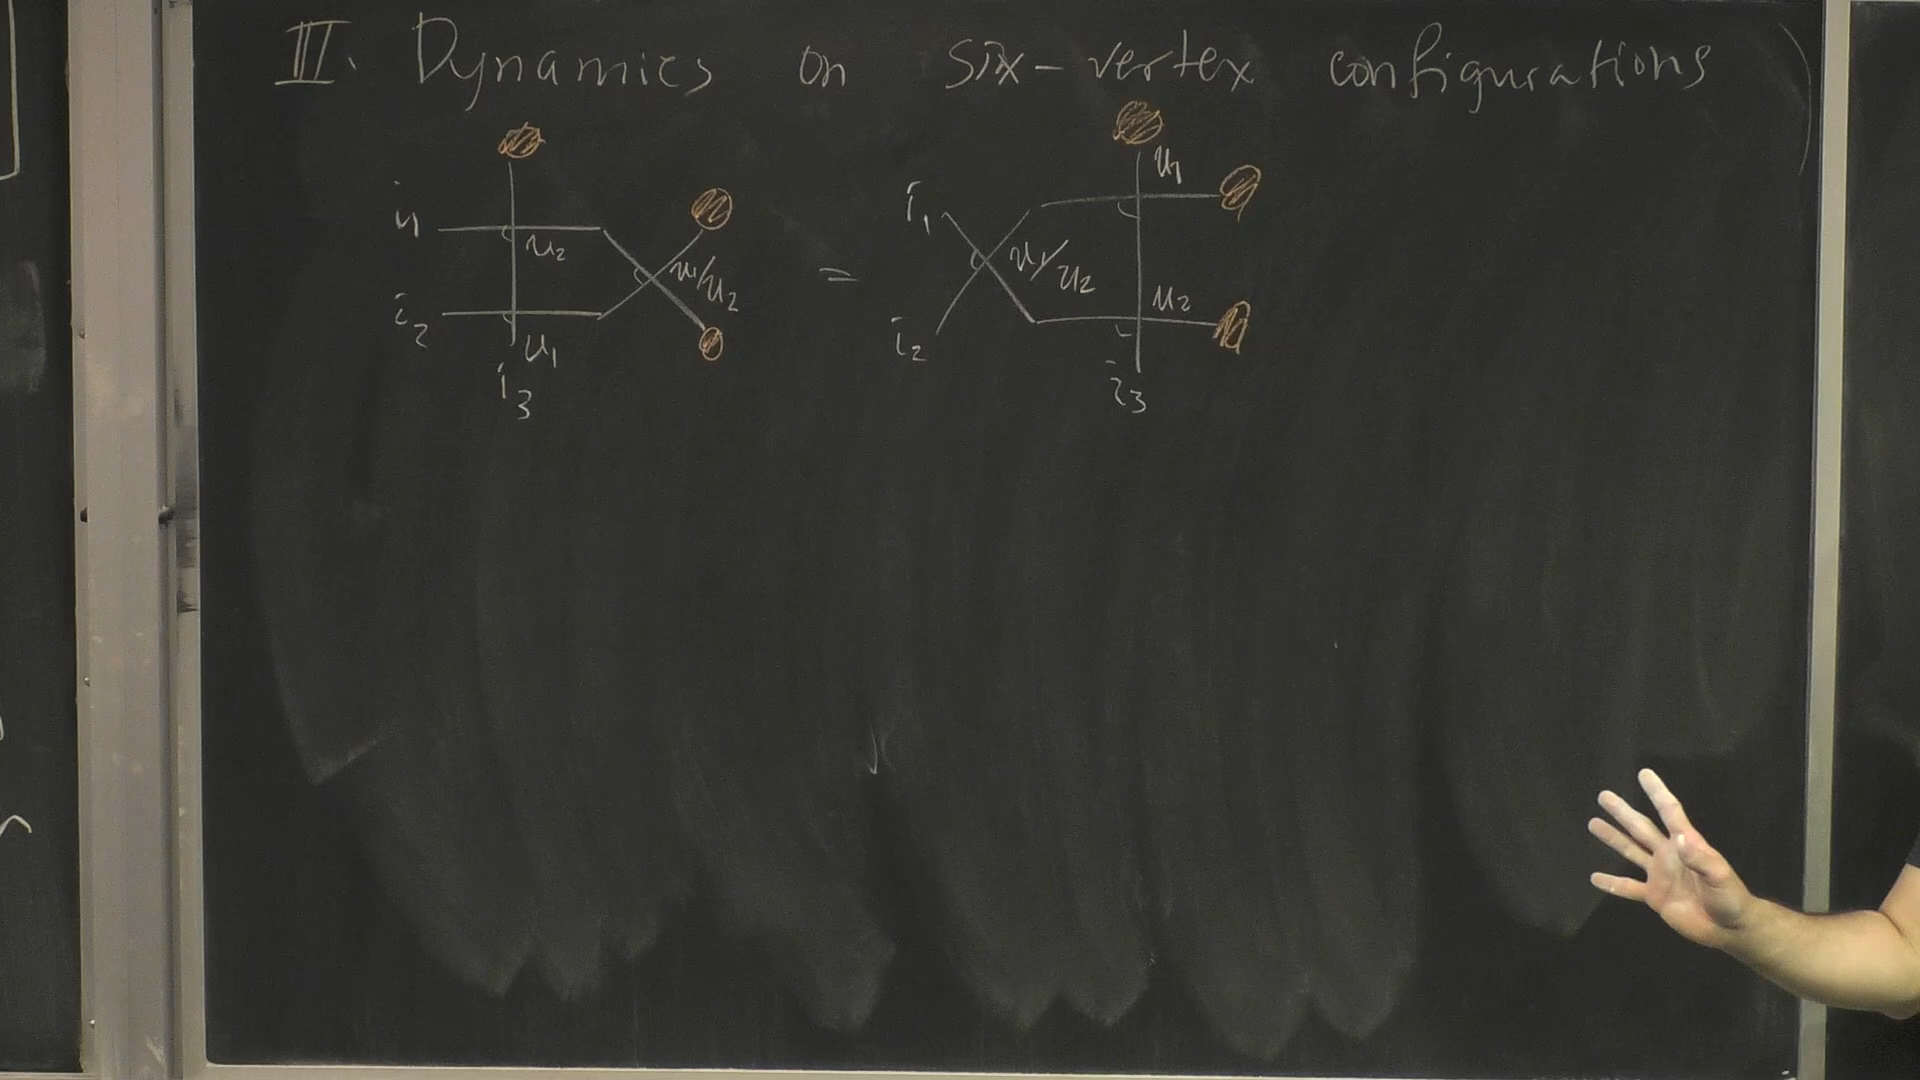 III. Dynamics on six-vertex configurations
i₁ u₂ u₁/u₂
i₂ u₁
i₃
=
i₁ u₁ u₁/u₂
i₂ u₂
i₃